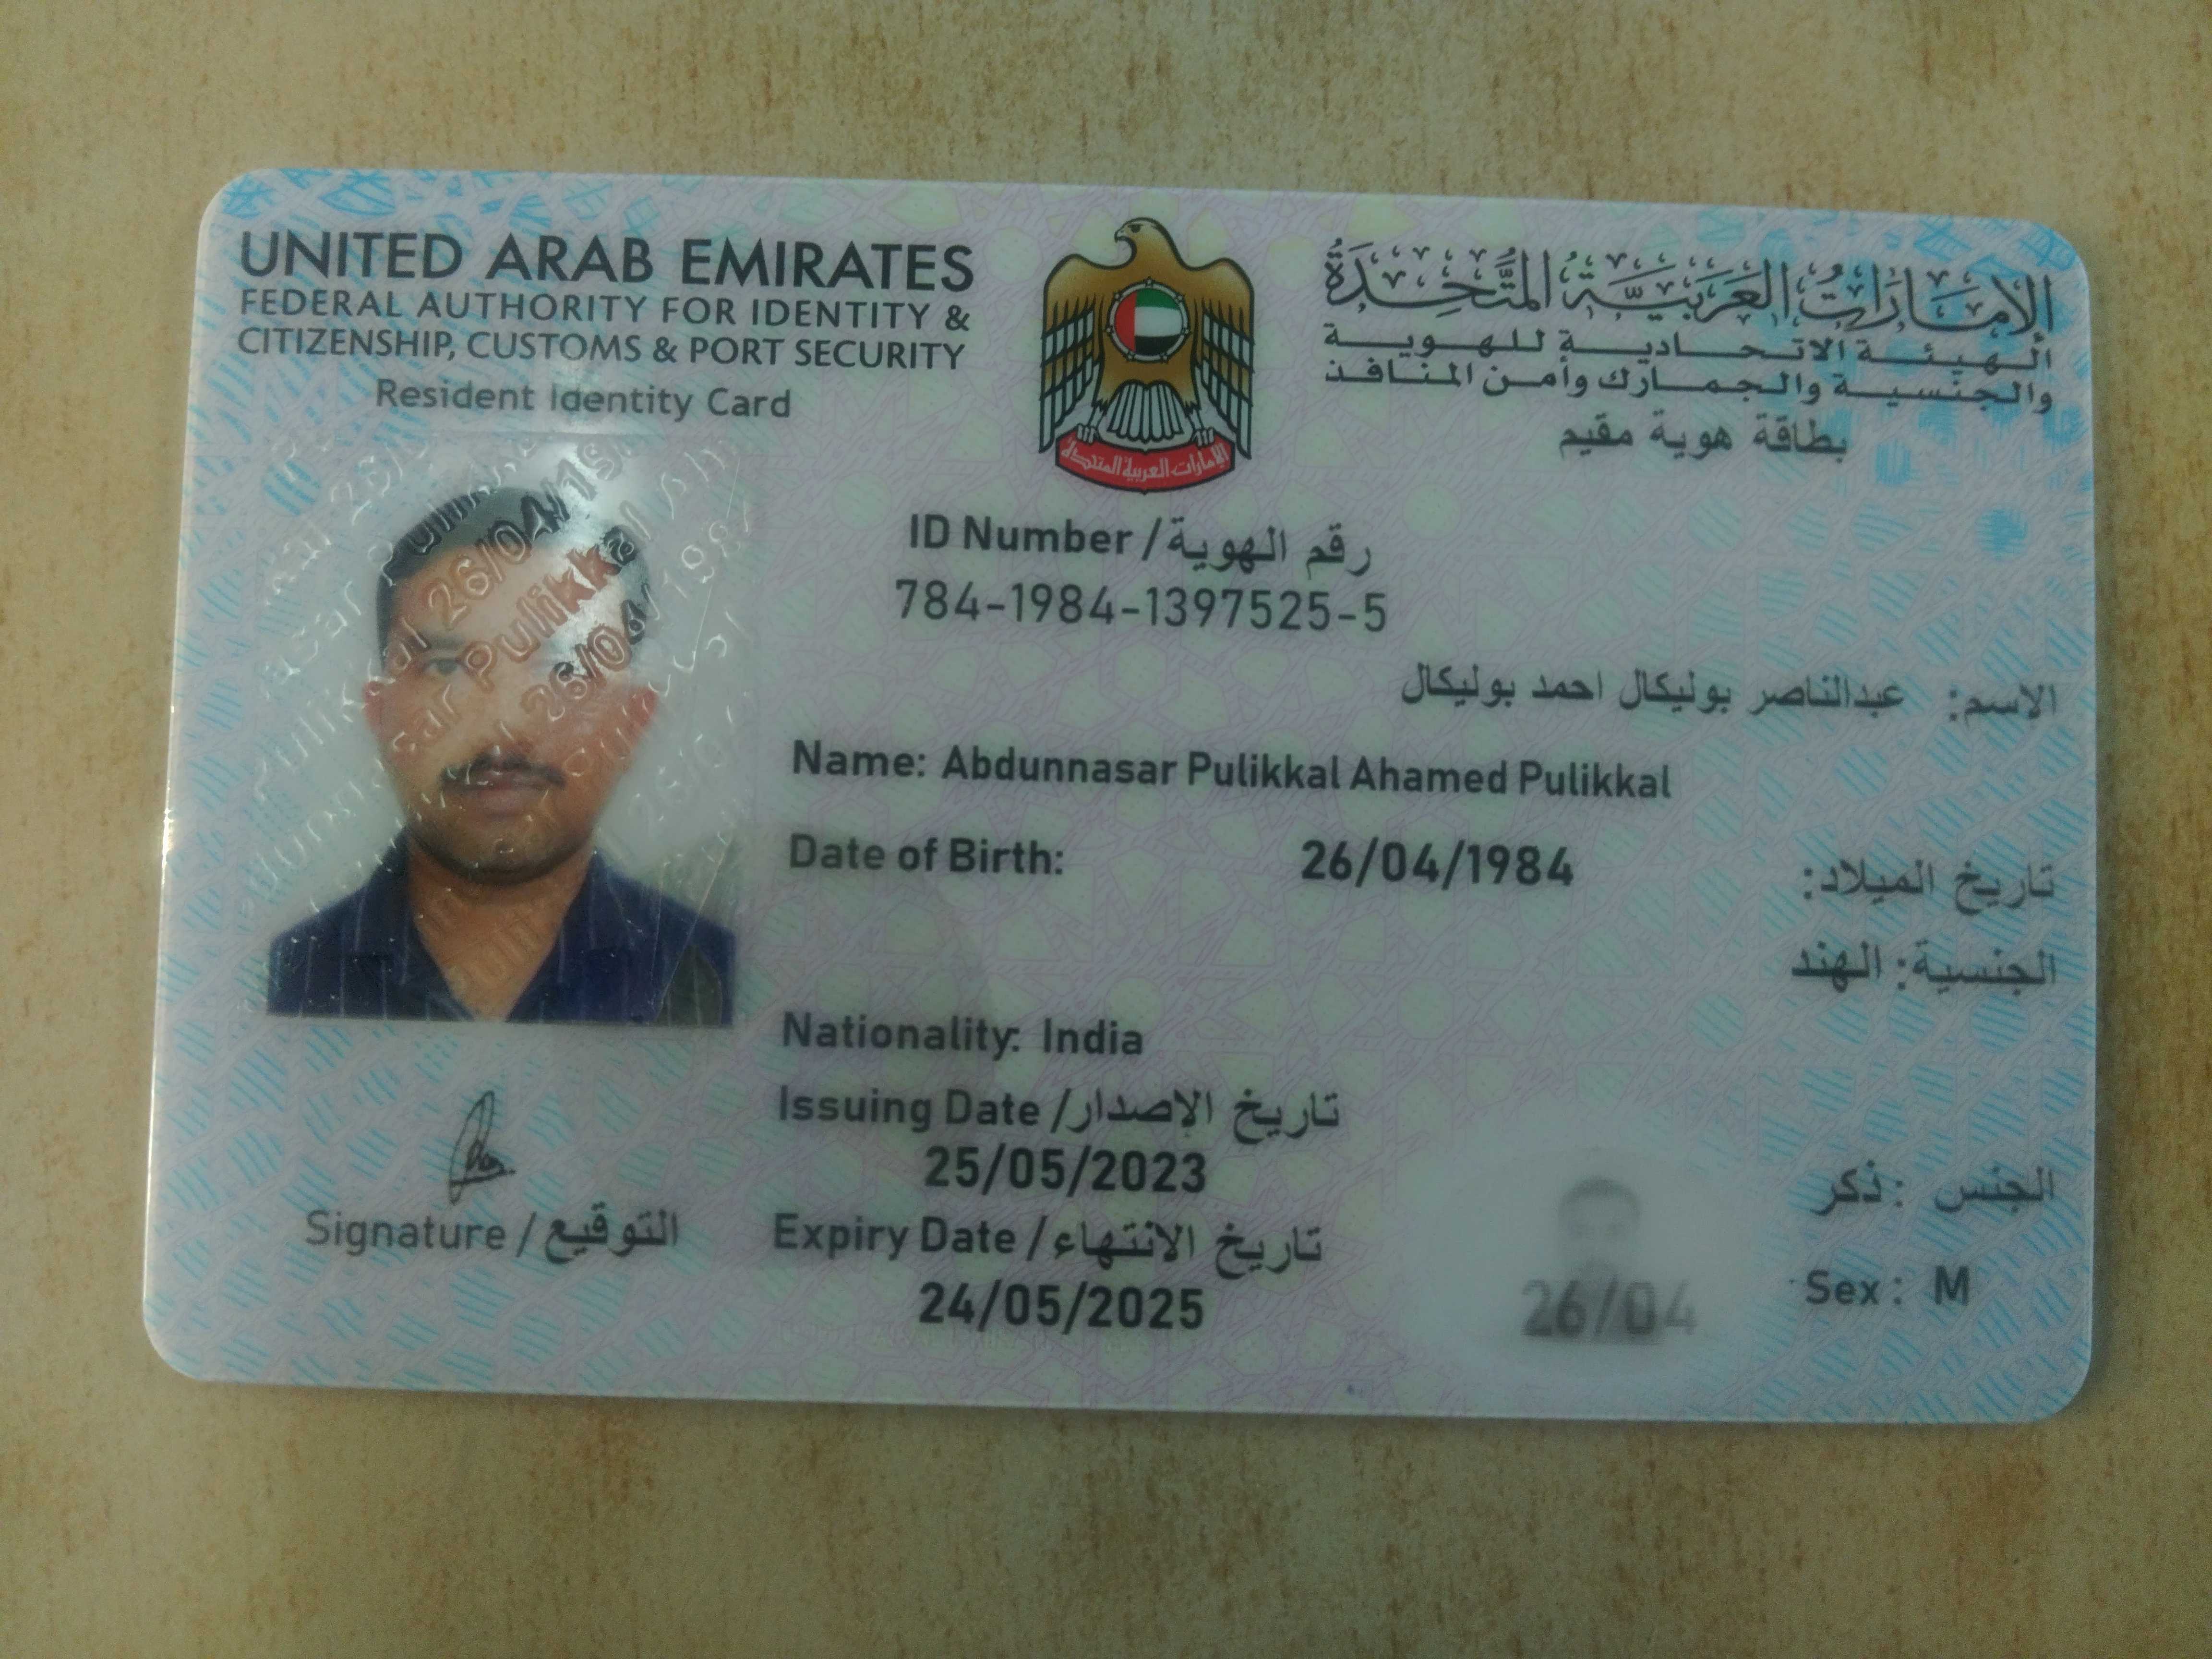 UNITED ARAB EMIRATES
FEDERAL AUTHORITY FOR IDENTITY &
CITIZENSHIP, CUSTOMS & PORT SECURITY
Resident Identity Card
الإمارات العربية المتحدة
الهيئة الاتحادية للهوية
والجنسية والجمارك وأمن المنافذ
بطاقة هوية مقيم
الإمارات العربية المتحدة
ID Number / رقم الهوية
784-1984-1397525-5
الاسم: عبدالناصر بوليكال احمد بوليكال
Name: Abdunnasar Pulikkal Ahamed Pulikkal
Date of Birth: 26/04/1984 تاريخ الميلاد:
الجنسية: الهند
Nationality: India
Issuing Date / تاريخ الإصدار
25/05/2023
الجنس : ذكر
Signature / التوقيع
Expiry Date / تاريخ الانتهاء
24/05/2025
26/04
Sex: M